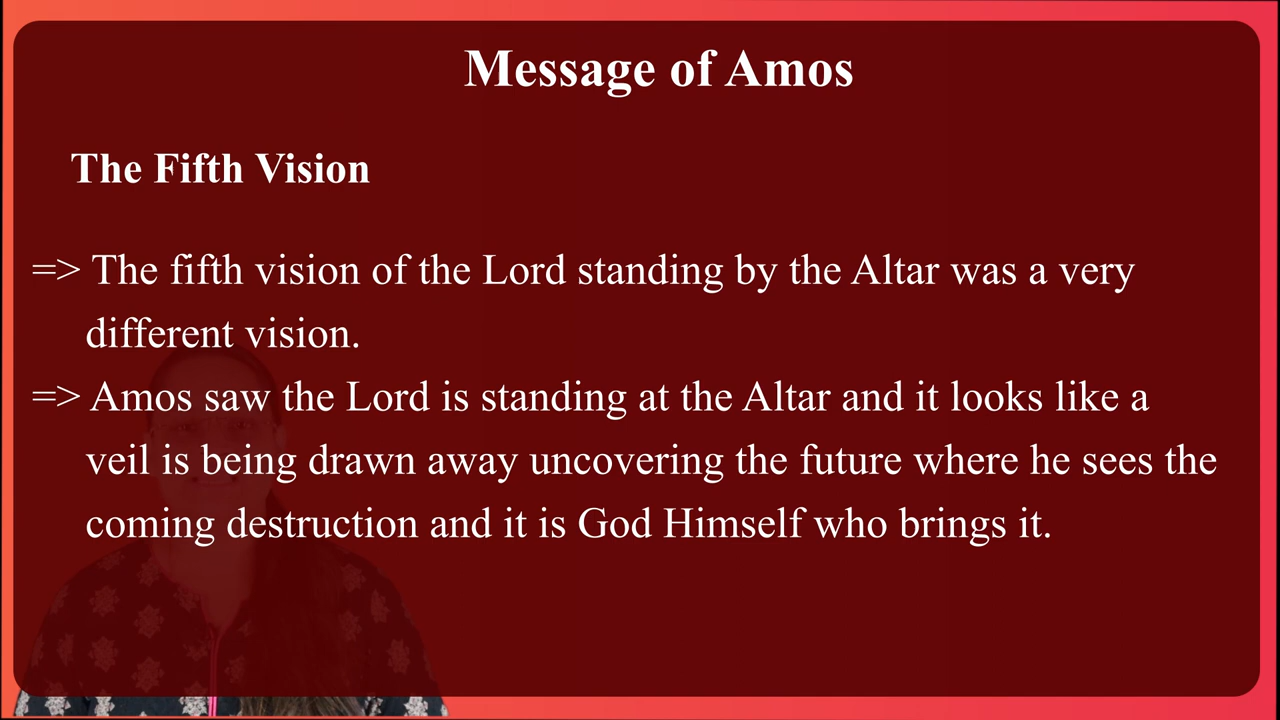 Message of Amos
The Fifth Vision
=> The fifth vision of the Lord standing by the Altar was a very
different vision.
=> Amos saw the Lord is standing at the Altar and it looks like a
veil is being drawn away uncovering the future where he sees the
coming destruction and it is God Himself who brings it.